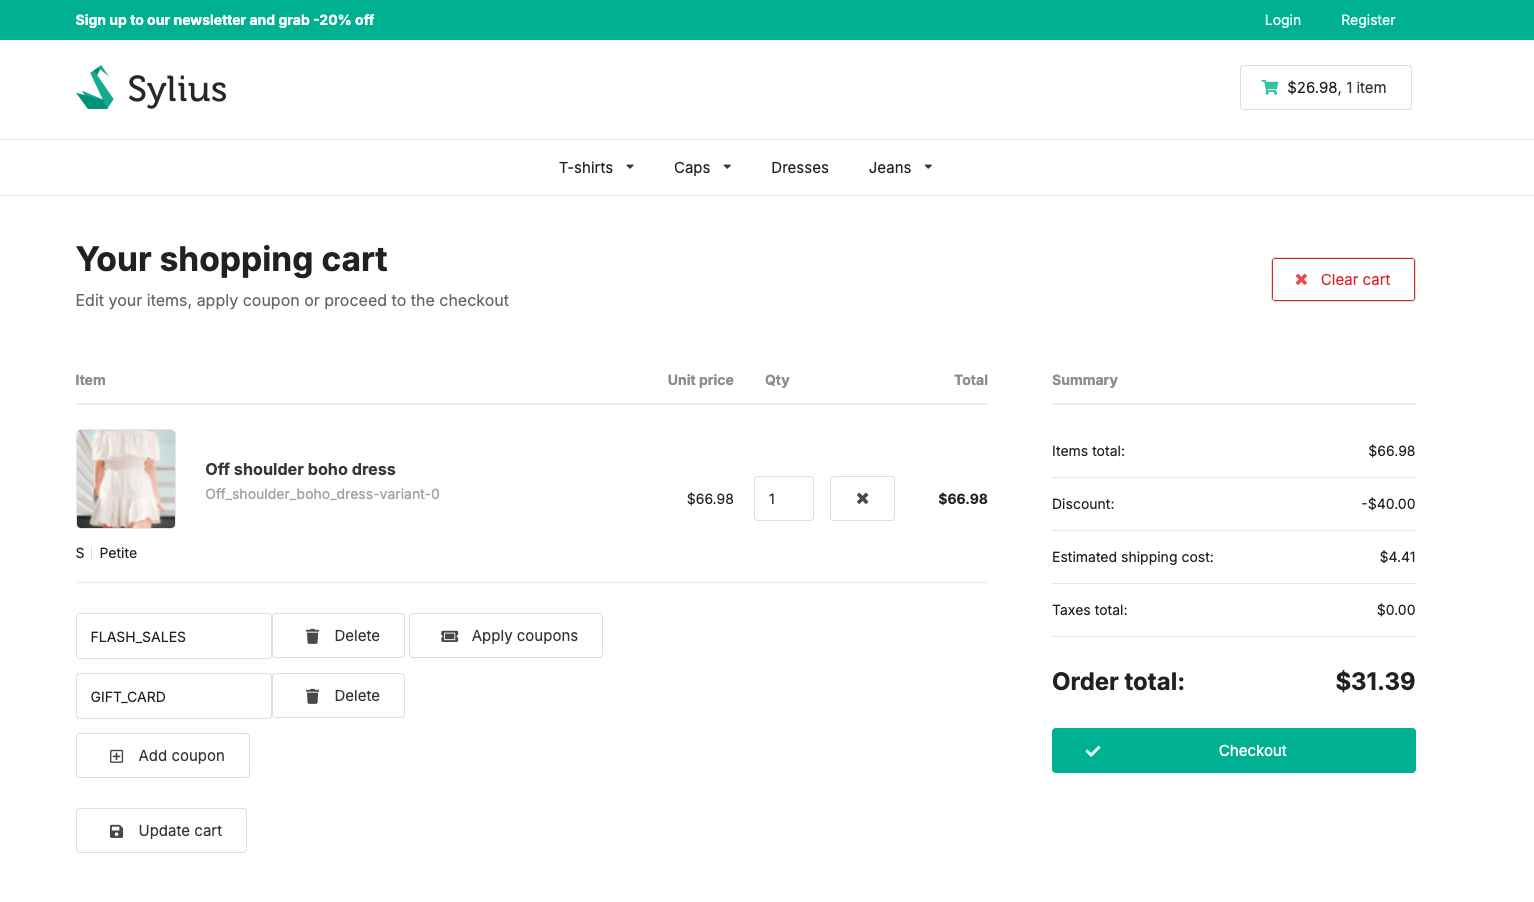 Sign up to our newsletter and grab -20% off
Login Register
Sylius
$26.98, 1 item
T-shirts Caps Dresses Jeans
Your shopping cart
Edit your items, apply coupon or proceed to the checkout
Clear cart
Item Unit price Qty Total
Off shoulder boho dress
Off_shoulder_boho_dress-variant-0
$66.98 1 $66.98
S Petite
FLASH_SALES Delete Apply coupons
GIFT_CARD Delete
Add coupon
Update cart
Summary
Items total: $66.98
Discount: -$40.00
Estimated shipping cost: $4.41
Taxes total: $0.00
Order total: $31.39
Checkout